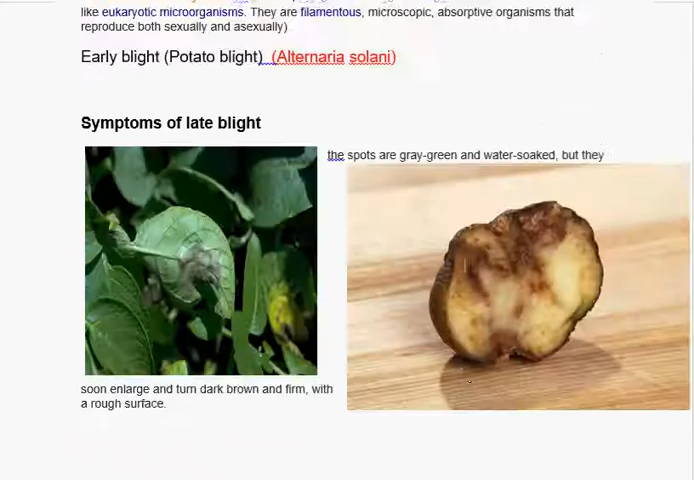 like eukaryotic microorganisms. They are filamentous, microscopic, absorptive organisms that
reproduce both sexually and asexually)
Early blight (Potato blight) (Alternaria solani)
Symptoms of late blight
the spots are gray-green and water-soaked, but they
soon enlarge and turn dark brown and firm, with
a rough surface.